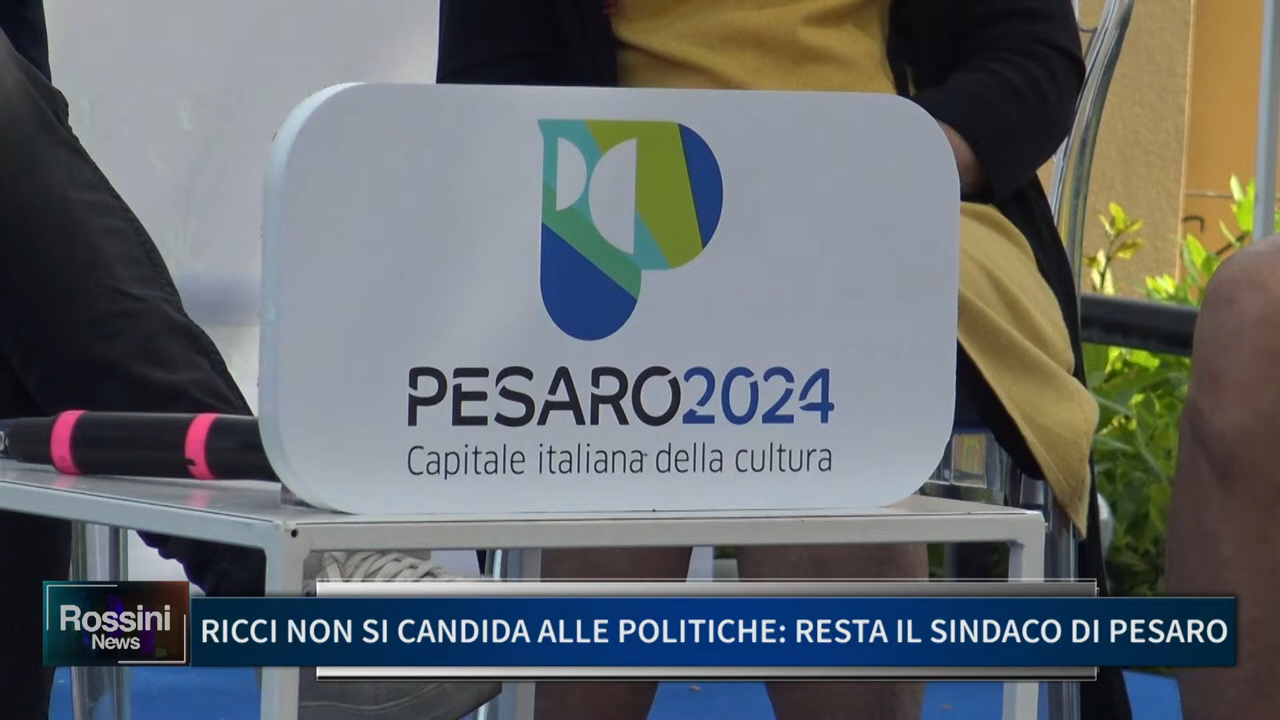 PESARO2024
Capitale italiana della cultura
Rossini
News
RICCI NON SI CANDIDA ALLE POLITICHE: RESTA IL SINDACO DI PESARO